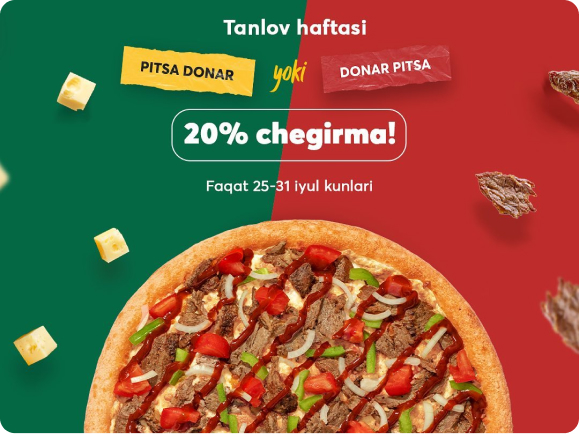 Tanlov haftasi
PITSA DONAR yoki DONAR PITSA
20% chegirma!
Faqat 25-31 iyul kunlari